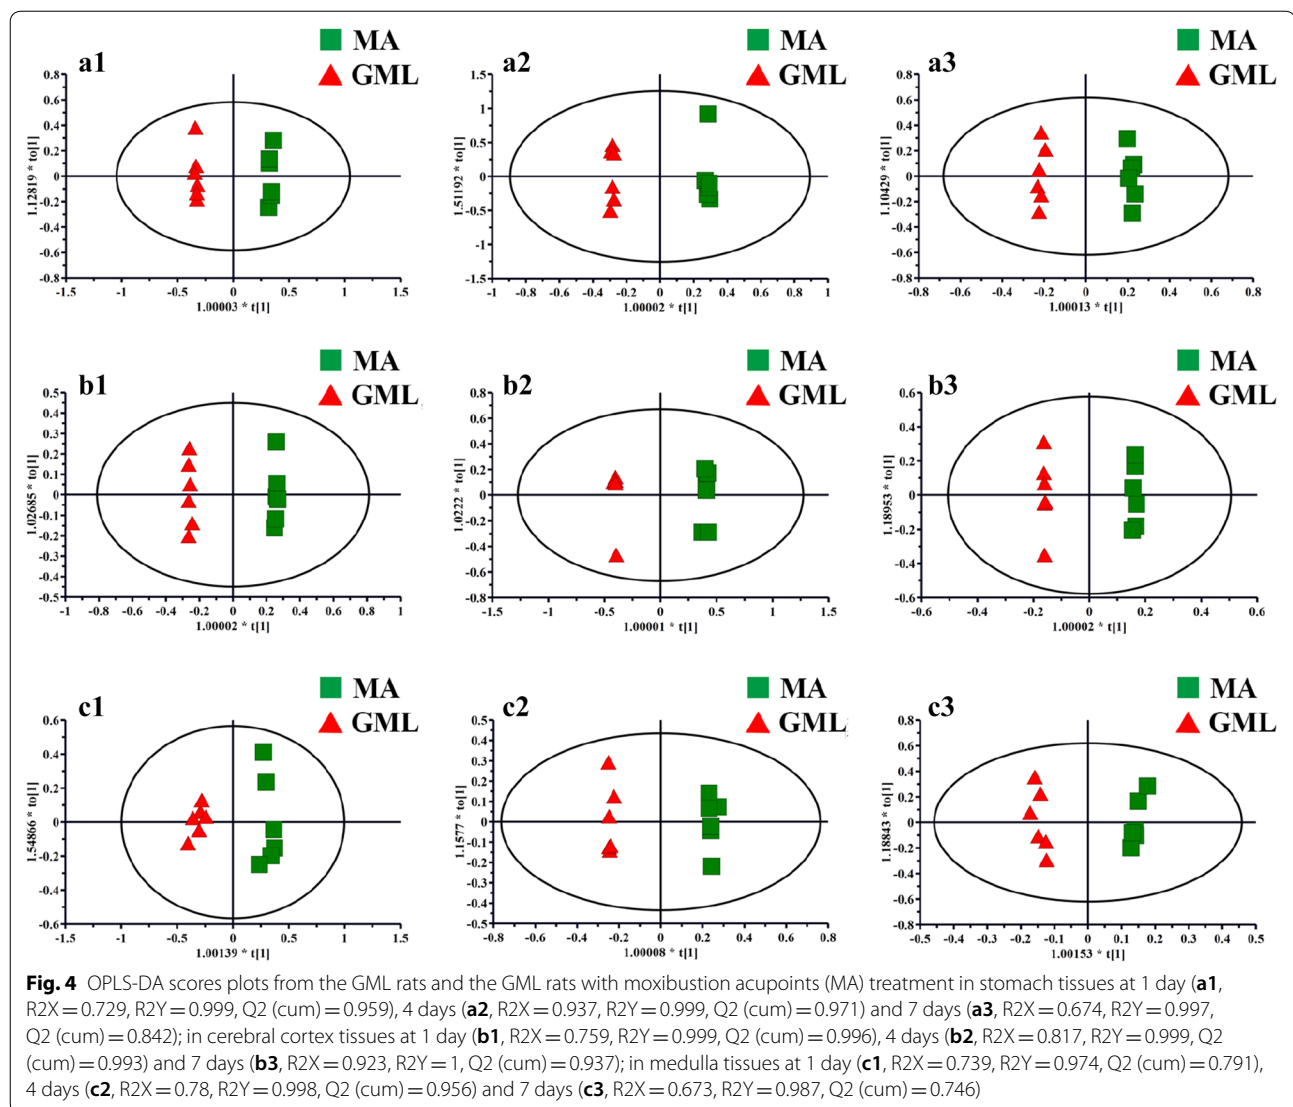 a1
MA
GML
0.8
0.6
0.4
0.2
0
-0.2
-0.4
-0.6
-0.8
1.12819 * to[1]
-1.5 -1 -0.5 0 0.5 1 1.5
1.00003 * t[1]
a2
MA
GML
1.5
1
0.5
0
-0.5
-1
-1.5
1.51192 * to[1]
-1 -0.8 -0.6 -0.4 -0.2 0 0.2 0.4 0.6 0.8 1
1.00002 * t[1]
a3
MA
GML
0.8
0.6
0.4
0.2
0
-0.2
-0.4
-0.6
-0.8
1.10429 * to[1]
-0.8 -0.6 -0.4 -0.2 0 0.2 0.4 0.6 0.8
1.00013 * t[1]
b1
MA
GML
0.5
0.4
0.3
0.2
0.1
0
-0.1
-0.2
-0.3
-0.4
-0.5
1.02685 * to[1]
-1 -0.8 -0.6 -0.4 -0.2 0 0.2 0.4 0.6 0.8 1
1.00002 * t[1]
b2
MA
GML
0.8
0.6
0.4
0.2
0
-0.2
-0.4
-0.6
-0.8
1.0222 * to[1]
-1.5 -1 -0.5 0 0.5 1 1.5
1.00001 * t[1]
b3
MA
GML
0.6
0.4
0.2
0
-0.2
-0.4
-0.6
1.18953 * to[1]
-0.6 -0.4 -0.2 0 0.2 0.4 0.6
1.00002 * t[1]
c1
MA
GML
0.6
0.4
0.2
0
-0.2
-0.4
-0.6
1.54866 * to[1]
-1.5 -1 -0.5 0 0.5 1 1.5
1.00139 * t[1]
c2
MA
GML
0.5
0.4
0.3
0.2
0.1
0
-0.1
-0.2
-0.3
-0.4
-0.5
1.1577 * to[1]
-0.8 -0.6 -0.4 -0.2 0 0.2 0.4 0.6 0.8
1.00008 * t[1]
c3
MA
GML
0.8
0.6
0.4
0.2
0
-0.2
-0.4
-0.6
-0.8
1.18843 * to[1]
-0.5 -0.4 -0.3 -0.2 -0.1 0 0.1 0.2 0.3 0.4 0.5
1.00153 * t[1]
Fig. 4 OPLS-DA scores plots from the GML rats and the GML rats with moxibustion acupoints (MA) treatment in stomach tissues at 1 day (a1,
R2X = 0.729, R2Y = 0.999, Q2 (cum) = 0.959), 4 days (a2, R2X = 0.937, R2Y = 0.999, Q2 (cum) = 0.971) and 7 days (a3, R2X = 0.674, R2Y = 0.997,
Q2 (cum) = 0.842); in cerebral cortex tissues at 1 day (b1, R2X = 0.759, R2Y = 0.999, Q2 (cum) = 0.996), 4 days (b2, R2X = 0.817, R2Y = 0.999, Q2
(cum) = 0.993) and 7 days (b3, R2X = 0.923, R2Y = 1, Q2 (cum) = 0.937); in medulla tissues at 1 day (c1, R2X = 0.739, R2Y = 0.974, Q2 (cum) = 0.791),
4 days (c2, R2X = 0.78, R2Y = 0.998, Q2 (cum) = 0.956) and 7 days (c3, R2X = 0.673, R2Y = 0.987, Q2 (cum) = 0.746)